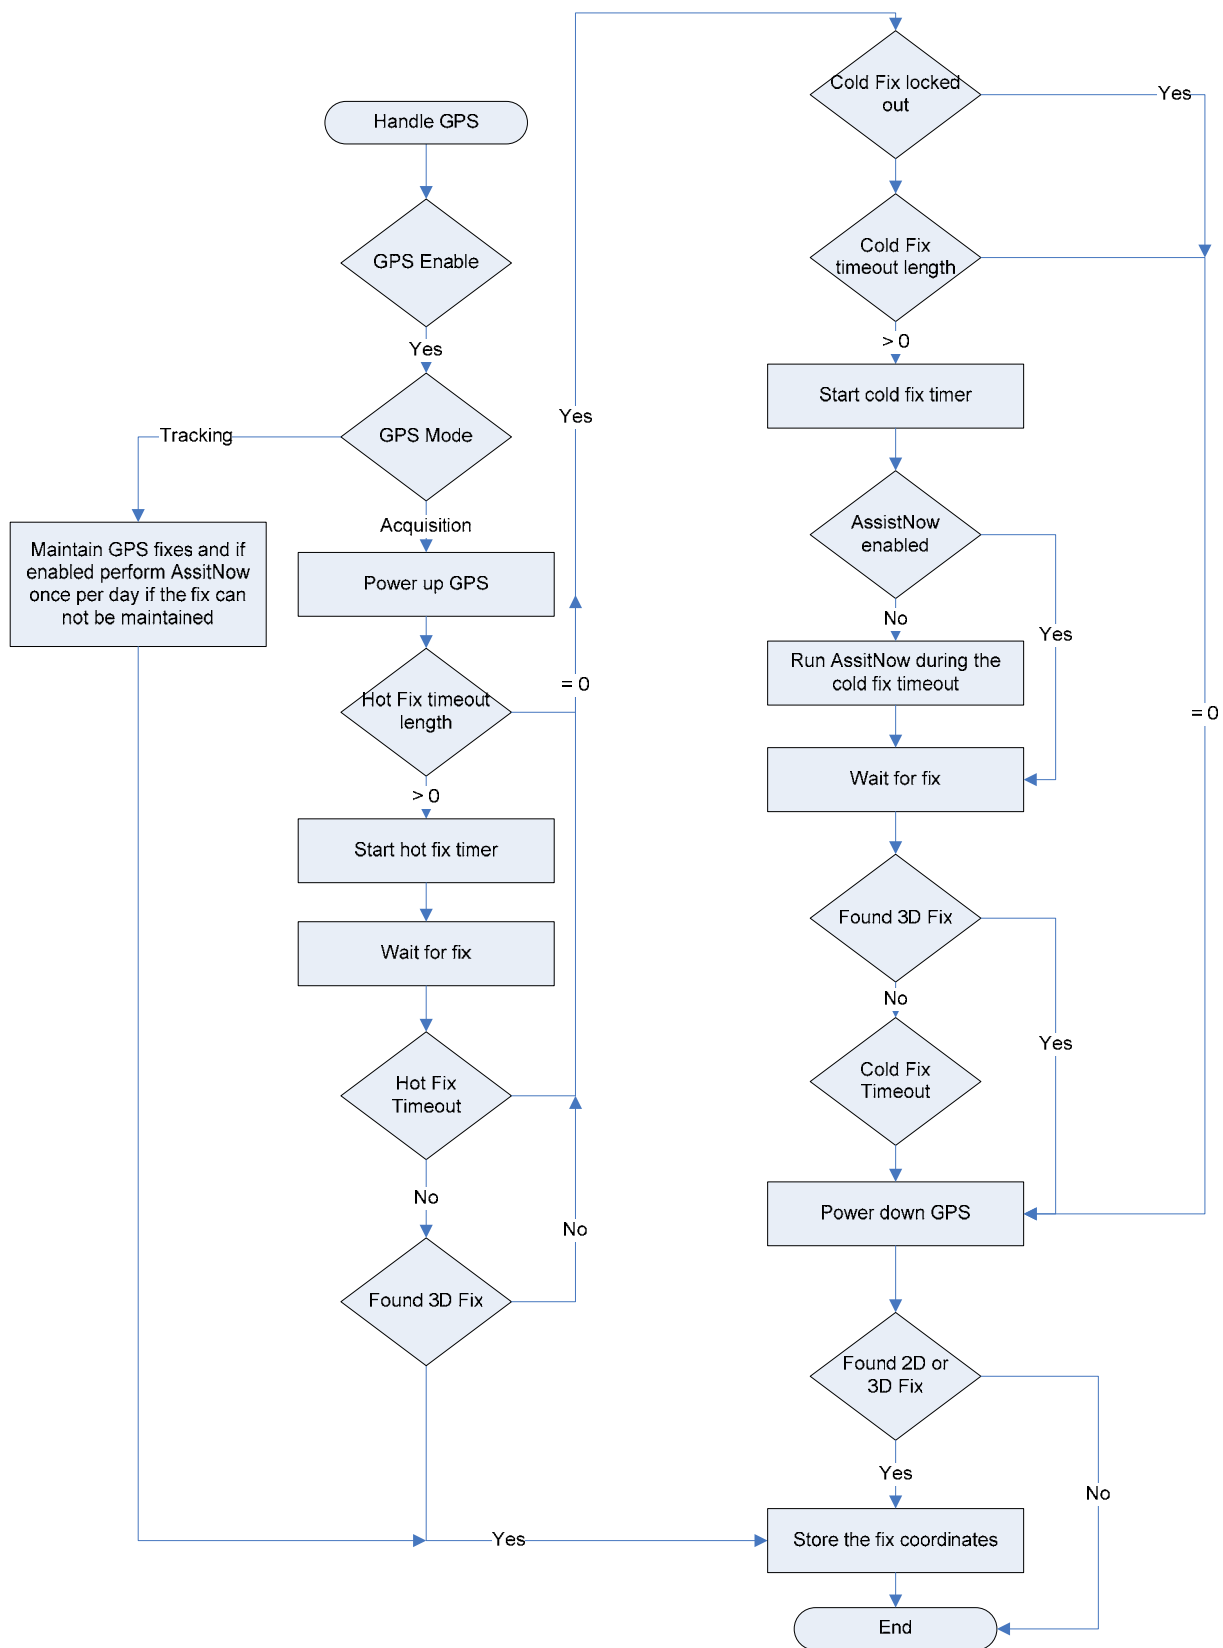 Handle GPS
GPS Enable
Yes
GPS Mode
Tracking
Acquisition
Maintain GPS fixes and if
enabled perform AssitNow
once per day if the fix can
not be maintained
Power up GPS
Hot Fix timeout
length
= 0
> 0
Start hot fix timer
Wait for fix
Hot Fix
Timeout
Yes
No
Found 3D Fix
No
Yes
Cold Fix locked
out
Yes
Cold Fix
timeout length
= 0
> 0
Start cold fix timer
AssistNow
enabled
No
Yes
Run AssitNow during the
cold fix timeout
Wait for fix
Found 3D Fix
No
Yes
Cold Fix
Timeout
Power down GPS
Found 2D or
3D Fix
Yes
No
Store the fix coordinates
End